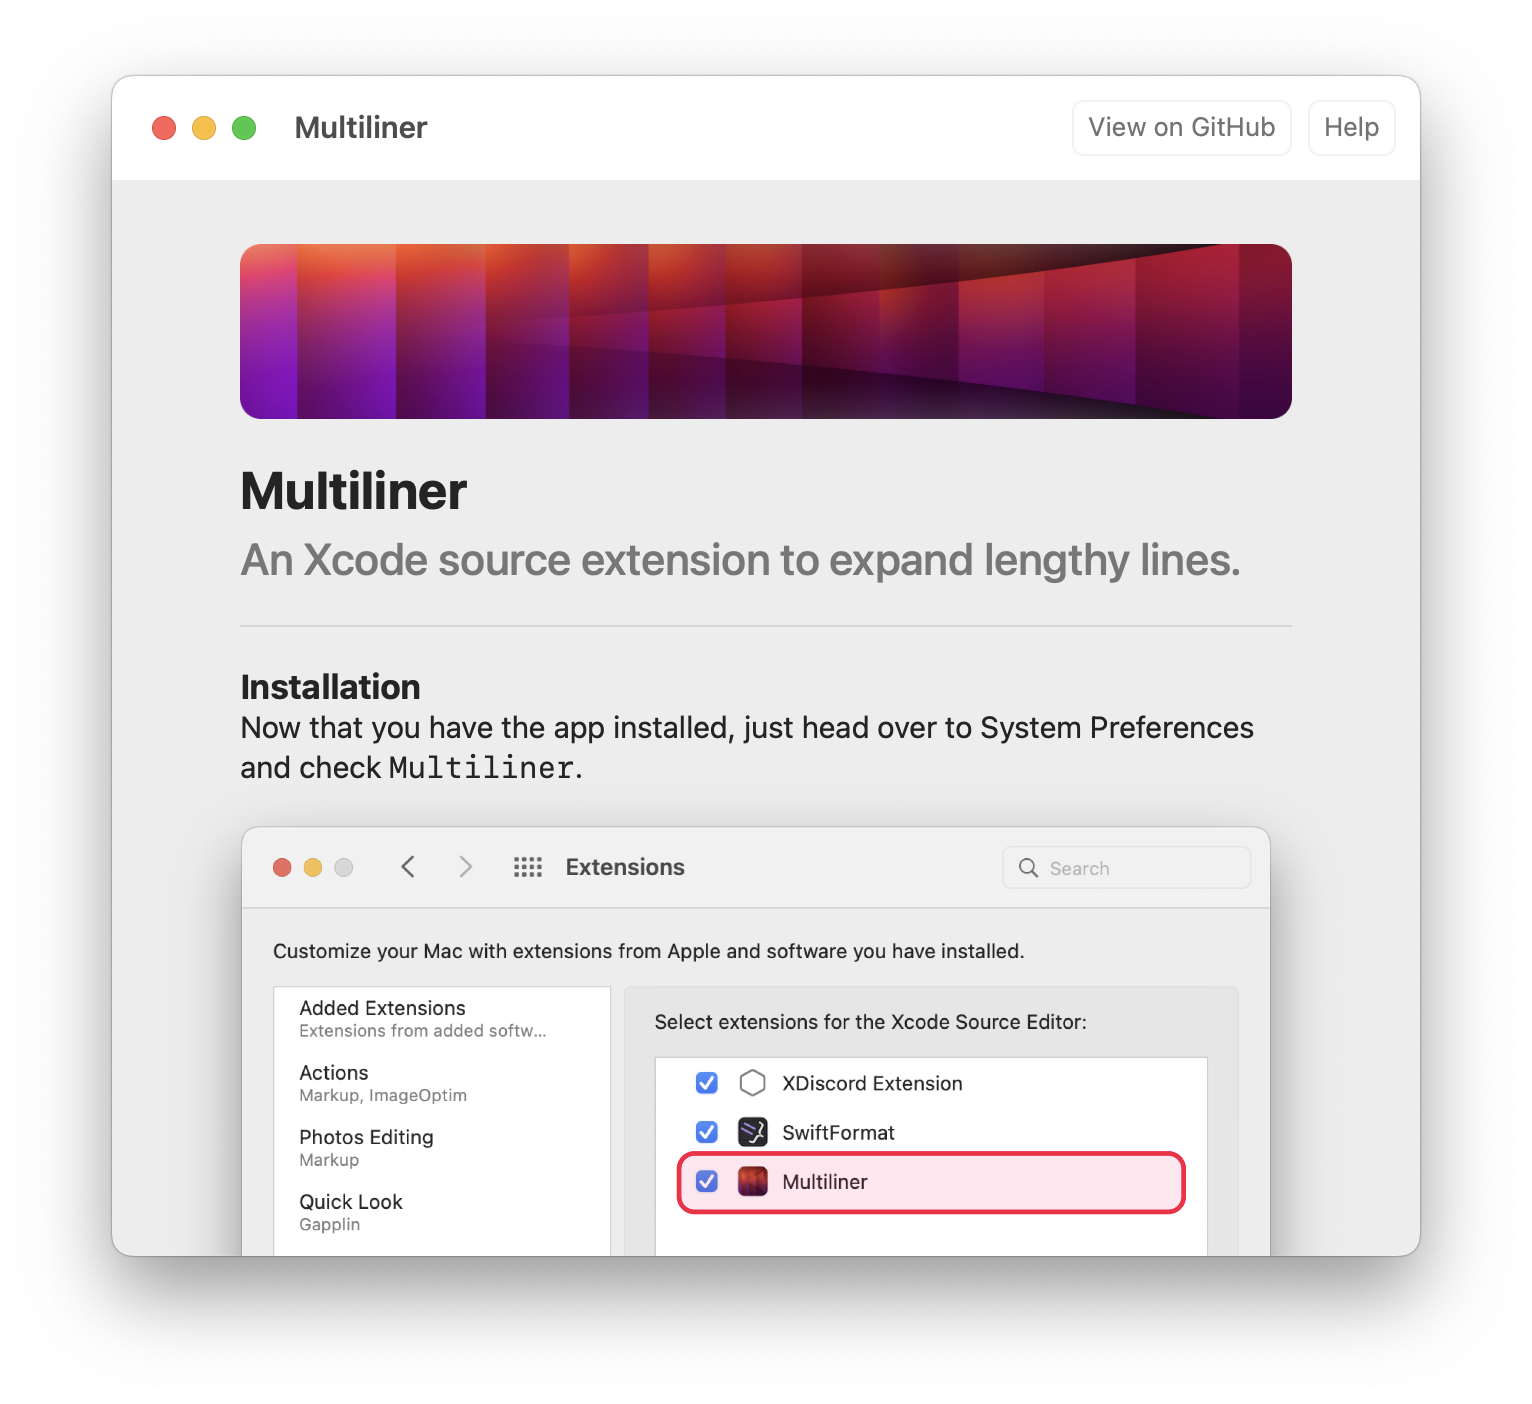 Multiliner
View on GitHub
Help
Multiliner
An Xcode source extension to expand lengthy lines.
Installation
Now that you have the app installed, just head over to System Preferences
and check Multiliner.
Extensions
Search
Customize your Mac with extensions from Apple and software you have installed.
Added Extensions
Extensions from added softw...
Actions
Markup, ImageOptim
Photos Editing
Markup
Quick Look
Gapplin
Select extensions for the Xcode Source Editor:
XDiscord Extension
SwiftFormat
Multiliner